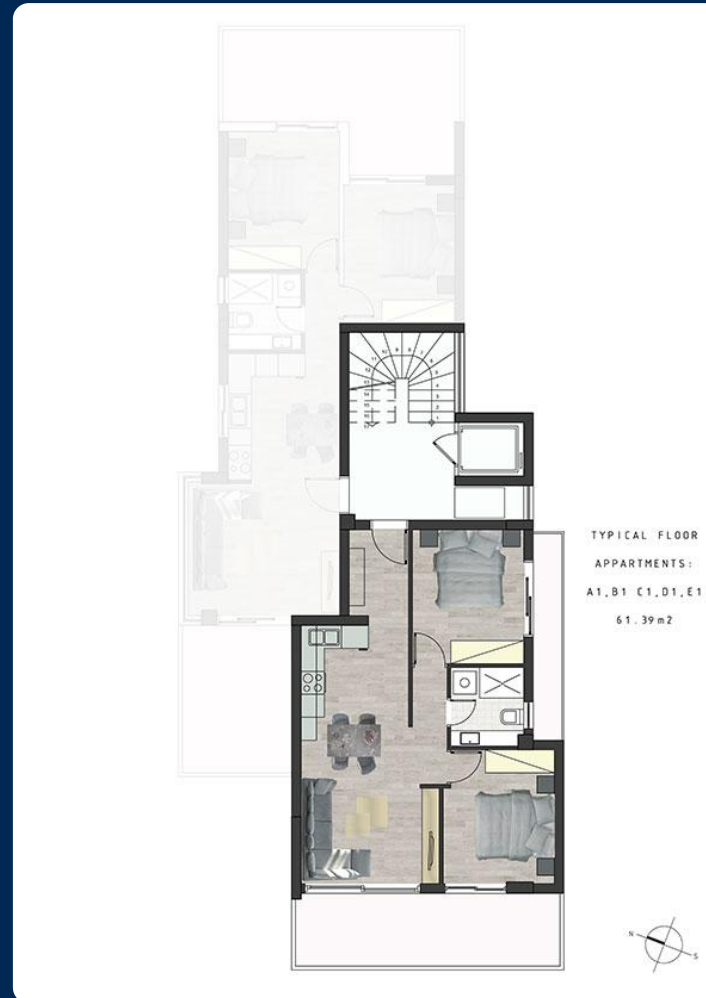 TYPICAL FLOOR
APPARTMENTS:
A1,B1 C1,D1,E1
61.39m2
N
S